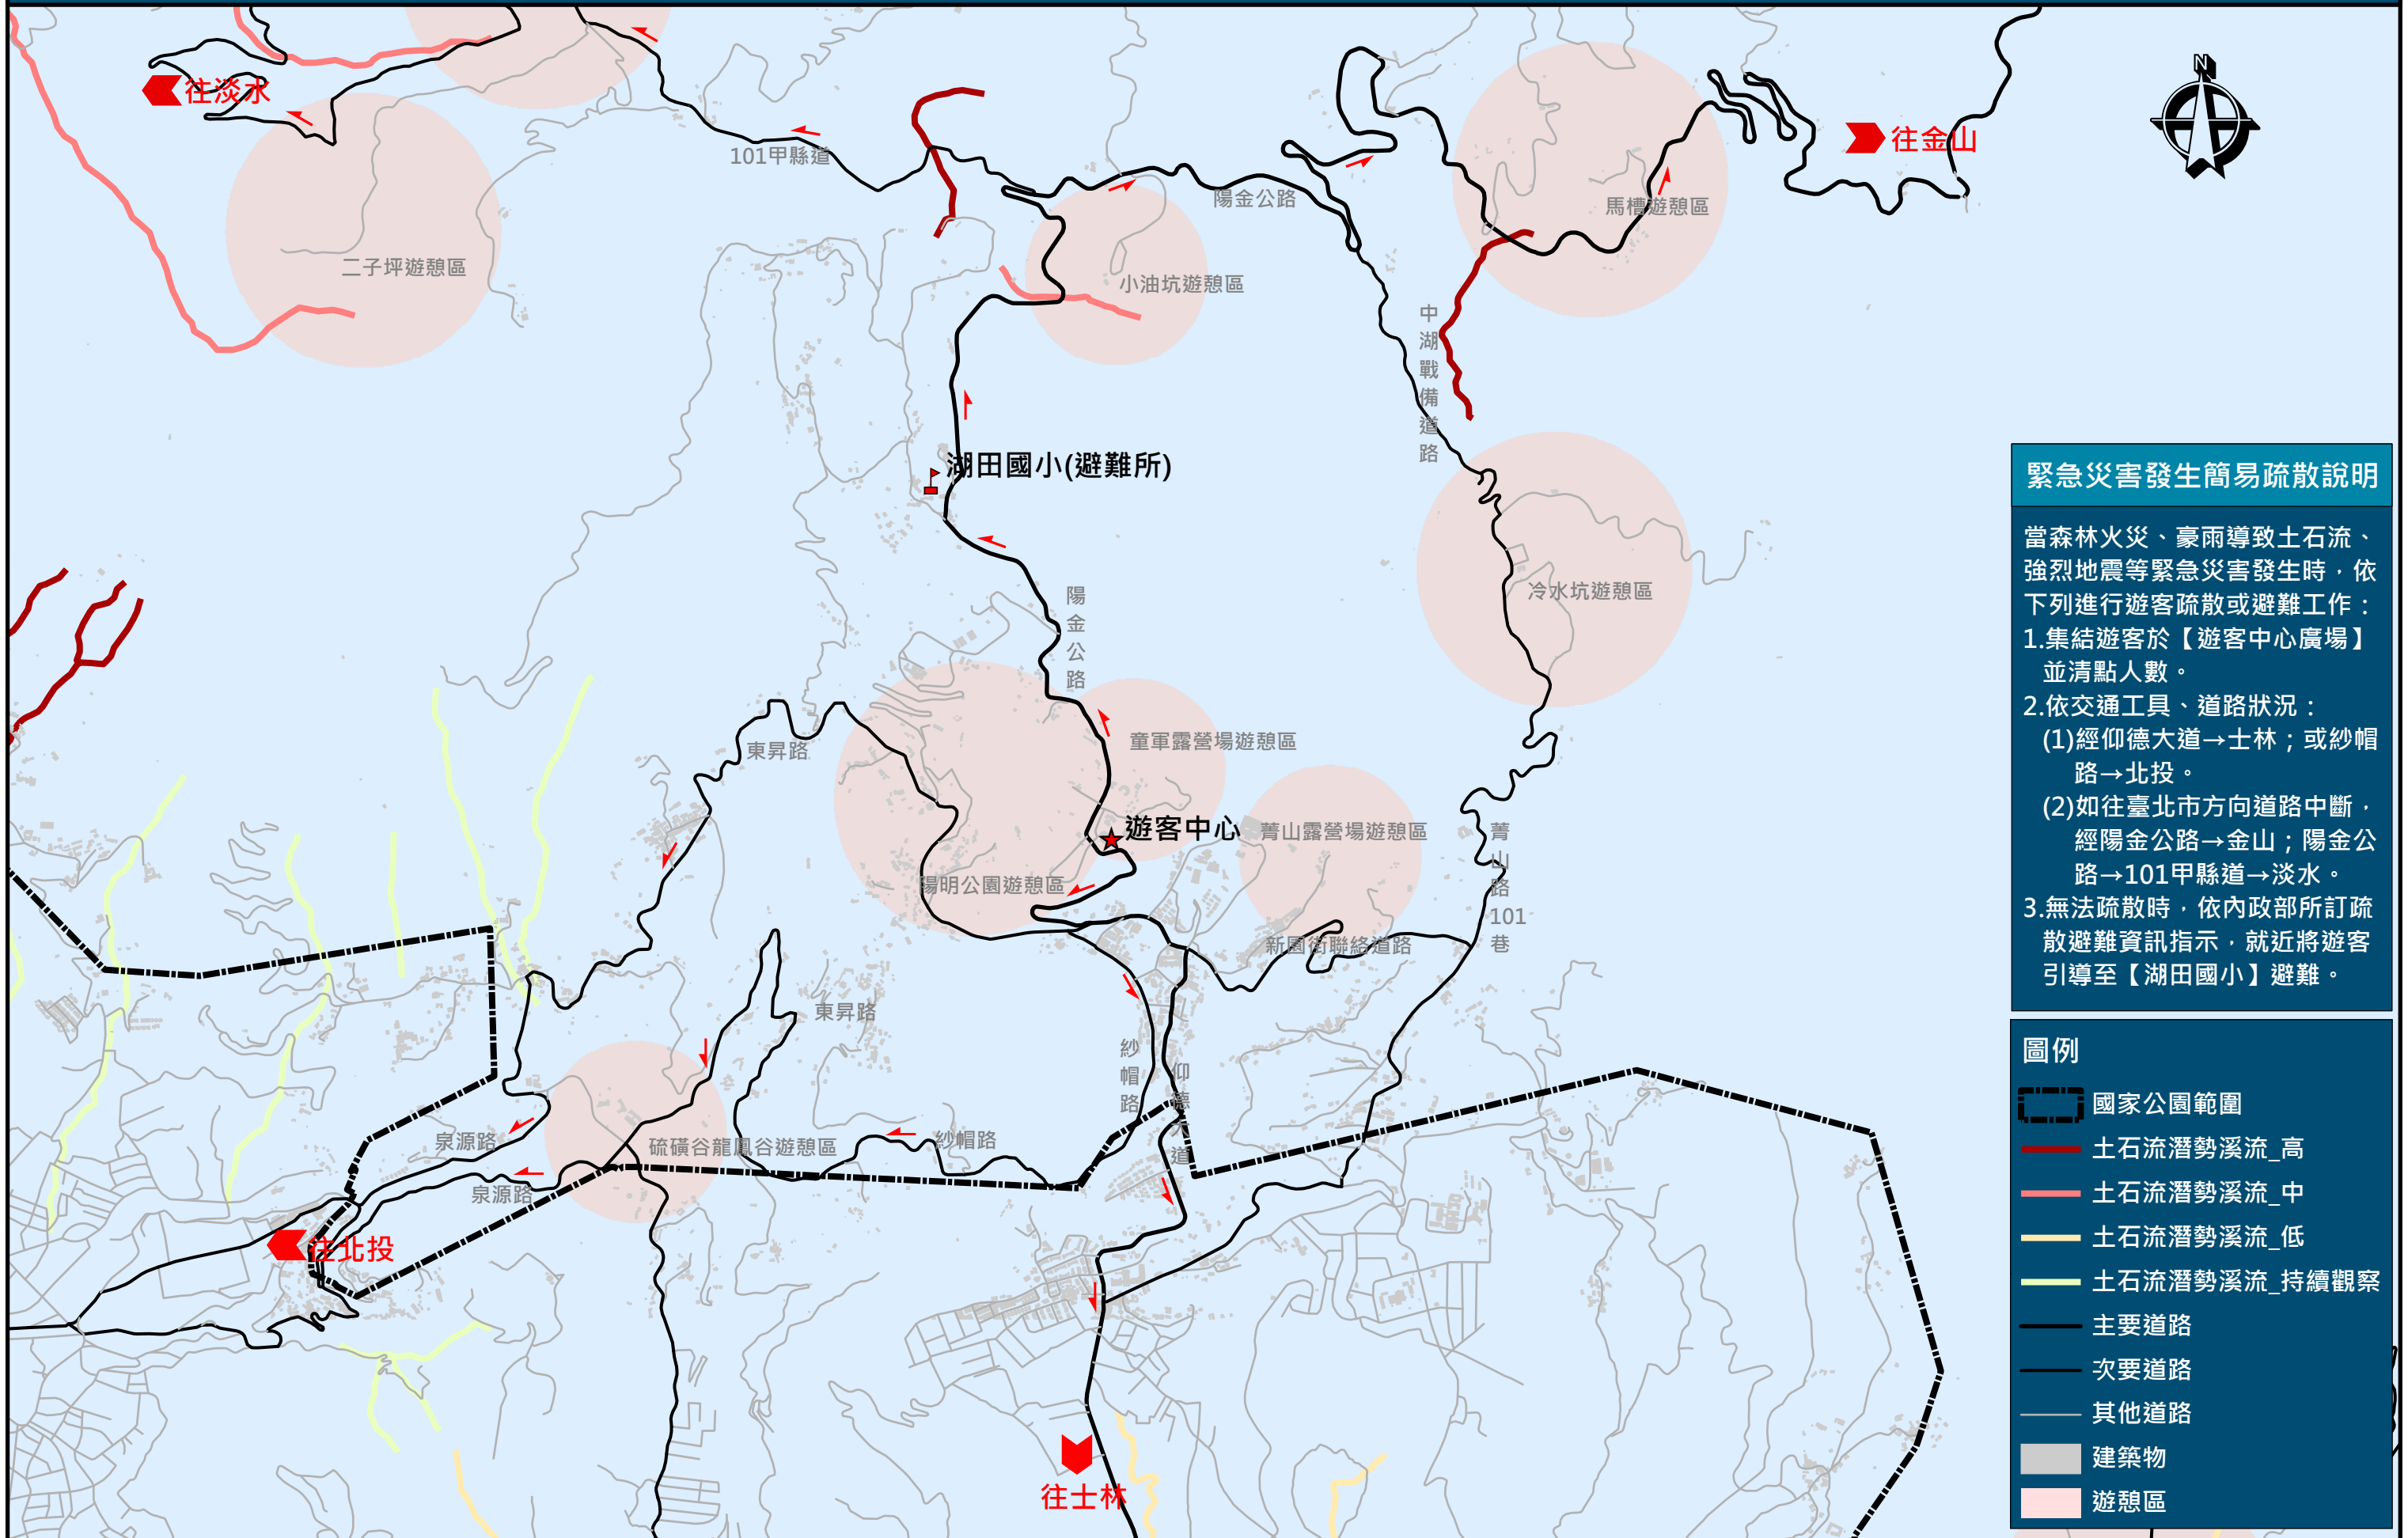 N
往淡水
往金山
101甲縣道
陽金公路
馬槽遊憩區
二子坪遊憩區
小油坑遊憩區
中湖戰備道路
湖田國小(避難所)
冷水坑遊憩區
陽金公路
東昇路
童軍露營場遊憩區
遊客中心
菁山露營場遊憩區
菁山路101巷
陽明公園遊憩區
新園街聯絡道路
東昇路
紗帽路
仰德大道
泉源路
硫磺谷龍鳳谷遊憩區
紗帽路
泉源路
往北投
往士林
緊急災害發生簡易疏散說明
當森林火災、豪雨導致土石流、
強烈地震等緊急災害發生時，依
下列進行遊客疏散或避難工作：
1.集結遊客於【遊客中心廣場】
並清點人數。
2.依交通工具、道路狀況：
(1)經仰德大道→士林；或紗帽
路→北投。
(2)如往臺北市方向道路中斷，
經陽金公路→金山；陽金公
路→101甲縣道→淡水。
3.無法疏散時，依內政部所訂疏
散避難資訊指示，就近將遊客
引導至【湖田國小】避難。
圖例
國家公園範圍
土石流潛勢溪流_高
土石流潛勢溪流_中
土石流潛勢溪流_低
土石流潛勢溪流_持續觀察
主要道路
次要道路
其他道路
建築物
遊憩區